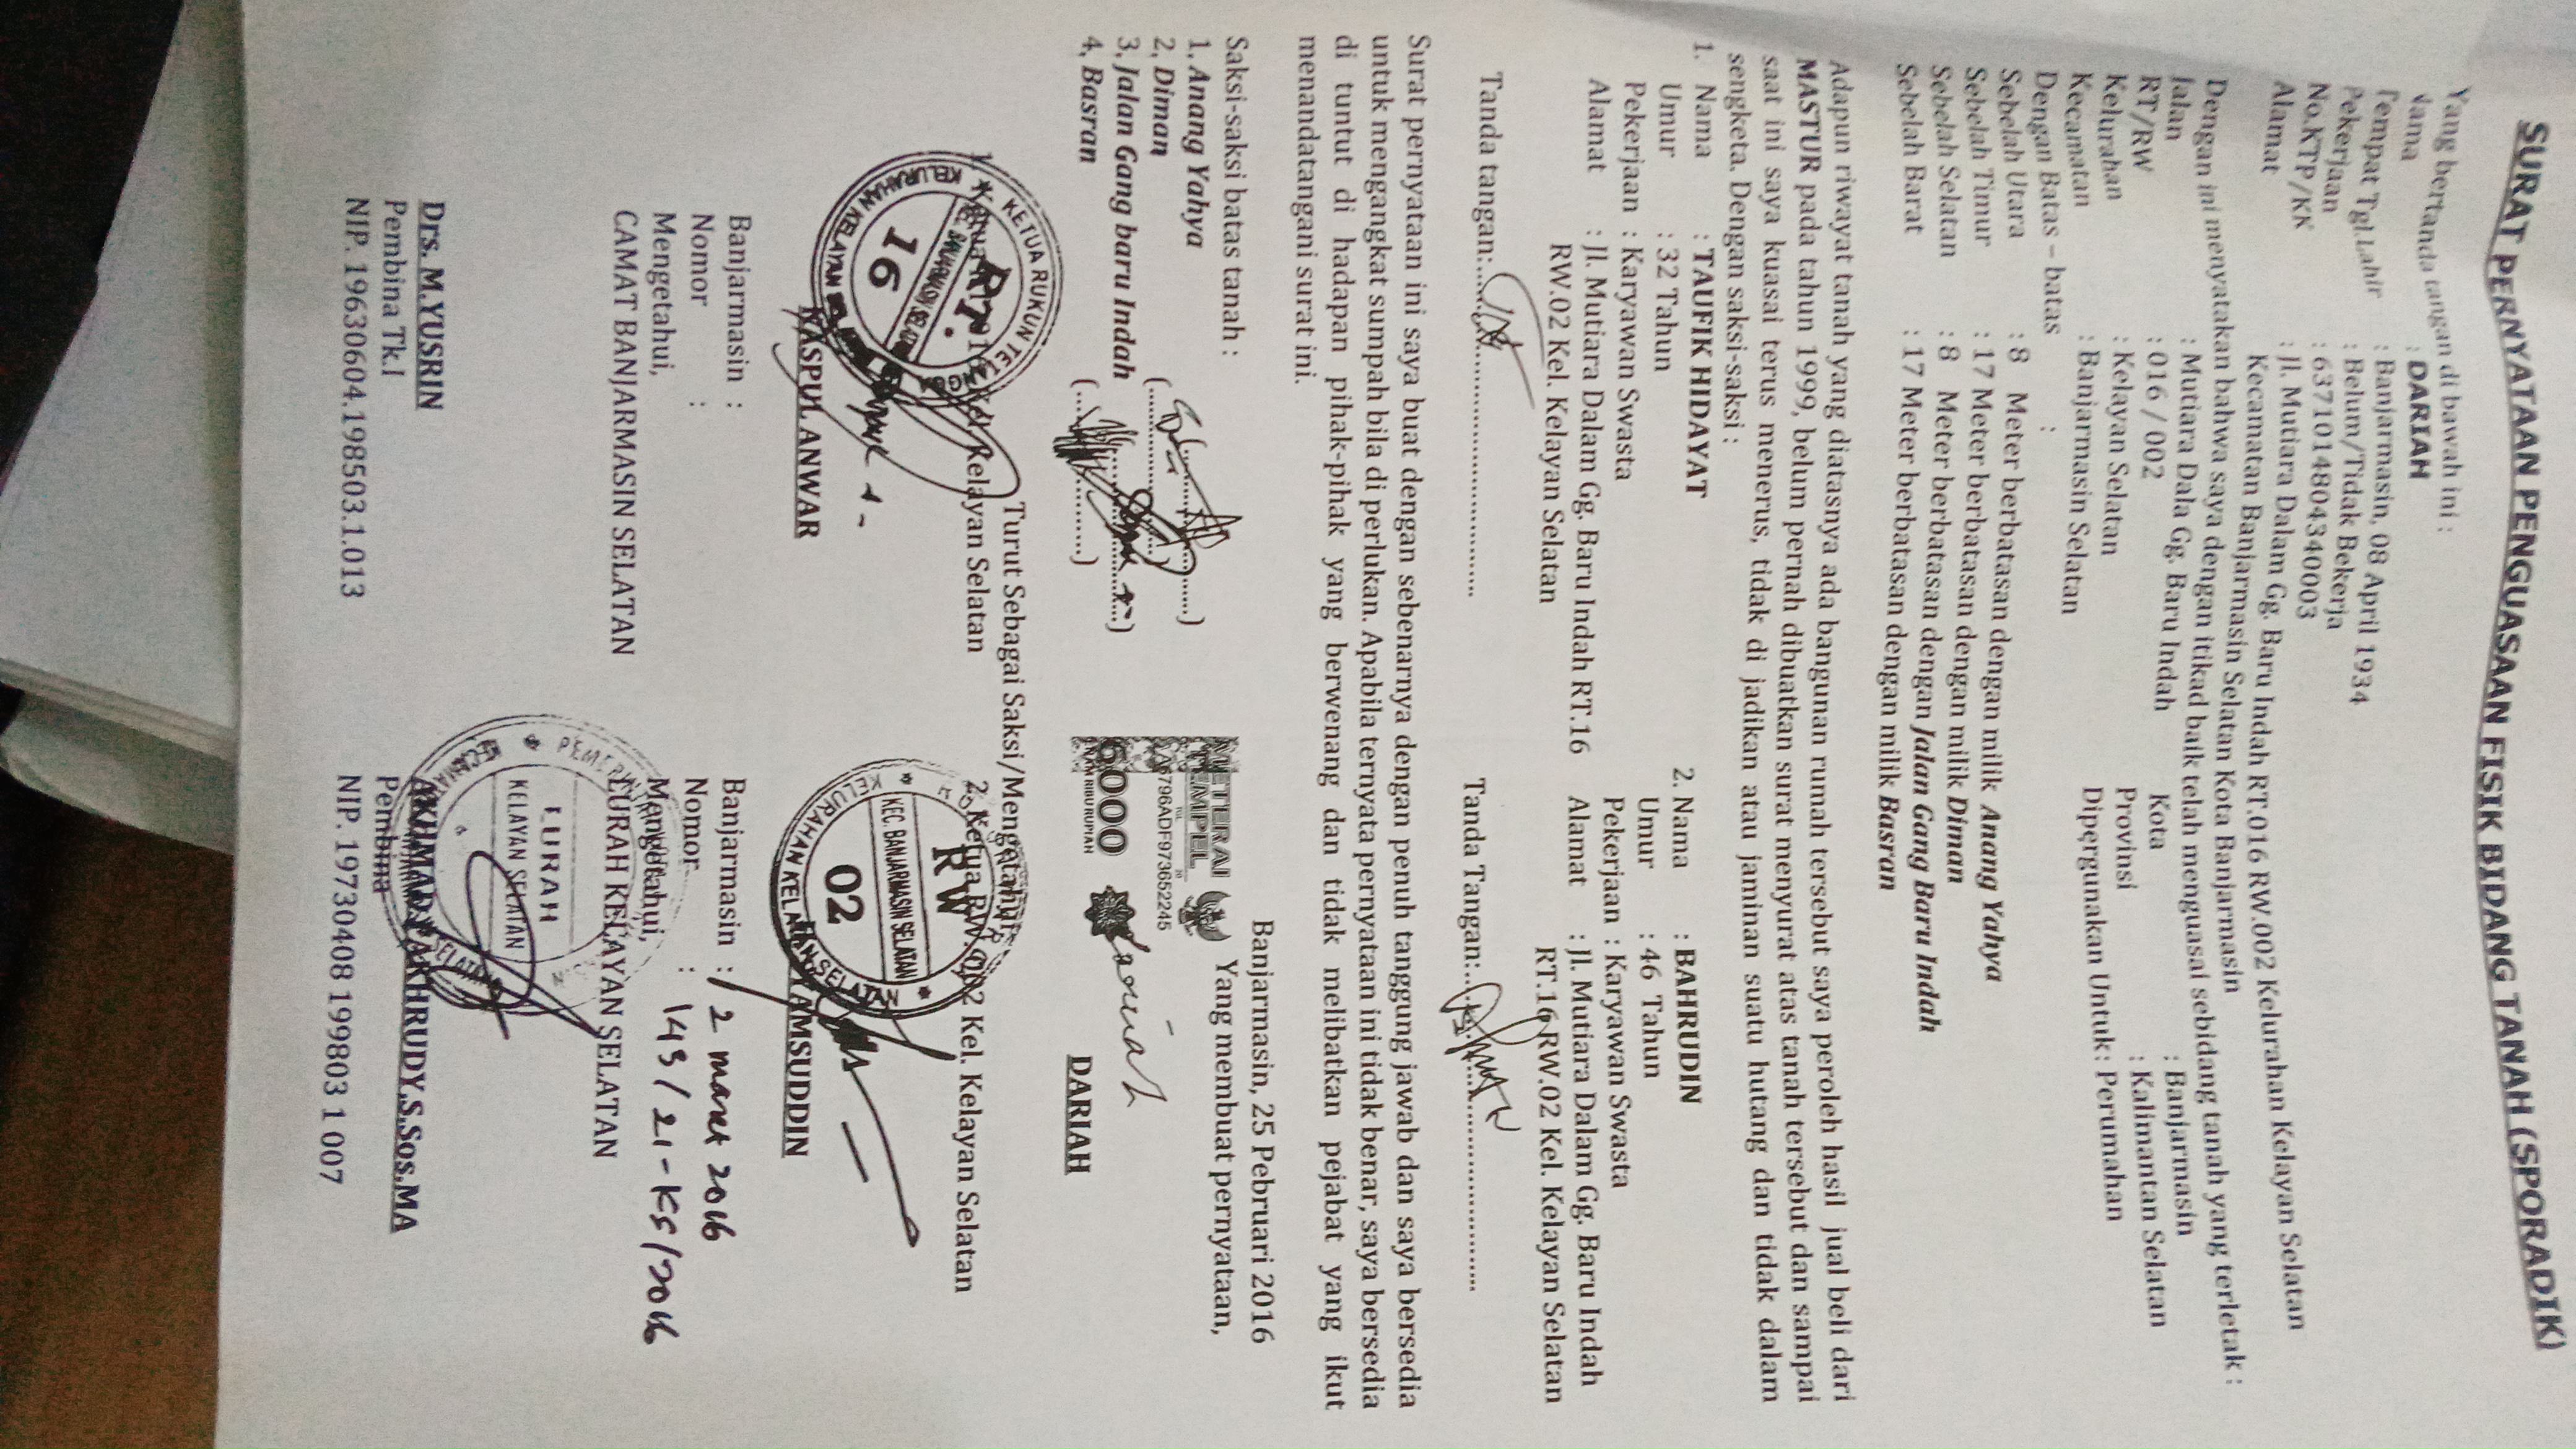 SURAT PERNYATAAN PENGUASAAN FISIK BIDANG TANAH (SPORADIK)
Yang bertanda tangan di bawah ini :
Nama : DARIAH
Tempat Tgl.Lahir : Banjarmasin, 08 April 1934
Pekerjaan : Belum/Tidak Bekerja
No.KTP/KK : 6371014804340003
Alamat : Jl. Mutiara Dalam Gg. Baru Indah RT.016 RW.002 Kelurahan Kelayan Selatan
Kecamatan Banjarmasin Selatan Kota Banjarmasin
Dengan ini menyatakan bahwa saya dengan itikad baik telah menguasai sebidang tanah yang terletak :
Jalan : Mutiara Dala Gg. Baru Indah
RT/RW : 016 / 002 Kota : Banjarmasin
Kelurahan : Kelayan Selatan Provinsi : Kalimantan Selatan
Kecamatan : Banjarmasin Selatan Dipergunakan Untuk : Perumahan
Dengan Batas – batas :
Sebelah Utara : 8 Meter berbatasan dengan milik Anang Yahya
Sebelah Timur : 17 Meter berbatasan dengan milik Diman
Sebelah Selatan : 8 Meter berbatasan dengan Jalan Gang Baru Indah
Sebelah Barat : 17 Meter berbatasan dengan milik Basran
Adapun riwayat tanah yang diatasnya ada bangunan rumah tersebut saya peroleh hasil jual beli dari
MASTUR pada tahun 1999, belum pernah dibuatkan surat menyurat atas tanah tersebut dan sampai
saat ini saya kuasai terus menerus, tidak di jadikan atau jaminan suatu hutang dan tidak dalam
sengketa. Dengan saksi-saksi :
1. Nama : TAUFIK HIDAYAT 2. Nama : BAHRUDIN
Umur : 32 Tahun Umur : 46 Tahun
Pekerjaan : Karyawan Swasta Pekerjaan : Karyawan Swasta
Alamat : Jl. Mutiara Dalam Gg. Baru Indah RT.16 Alamat : Jl. Mutiara Dalam Gg. Baru Indah
RW.02 Kel. Kelayan Selatan RT.16 RW.02 Kel. Kelayan Selatan
Tanda tangan:.......... Tanda Tangan:..........
Surat pernyataan ini saya buat dengan sebenarnya dengan penuh tanggung jawab dan saya bersedia
untuk mengangkat sumpah bila di perlukan. Apabila ternyata pernyataan ini tidak benar, saya bersedia
di tuntut di hadapan pihak-pihak yang berwenang dan tidak melibatkan pejabat yang ikut
menandatangani surat ini.
Banjarmasin, 25 Pebruari 2016
Saksi-saksi batas tanah : Yang membuat pernyataan,
1. Anang Yahya
2, Diman
3, Jalan Gang baru Indah
4, Basran
METERAI
TEMPEL
TGL 20
6796ADF973652245
6000
ENAM RIBU RUPIAH
DARIAH
Turut Sebagai Saksi/Mengetahui
Kelayan Selatan 2. Ketua RW. 002 Kel. Kelayan Selatan
KETUA RUKUN TETANGGA
RT.
16
KELURAHAN KELAYAN
RW
KEC BANJARMASIN SELATAN
02
KELURAHAN KELAYAN SELATAN
KASPUL ANWAR SYAMSUDDIN
Banjarmasin : Banjarmasin : 2 maret 2016
Nomor : Nomor : 143 / 21 - KS / 2016
Mengetahui, Mengetahui,
CAMAT BANJARMASIN SELATAN LURAH KELAYAN SELATAN
LURAH
KELAYAN SELATAN
Drs. M.YUSRIN AKHMAD FAKHRUDY,S,Sos,MA
Pembina Tk.I Pembina
NIP. 19630604.198503.1.013 NIP. 19730408 199803 1 007